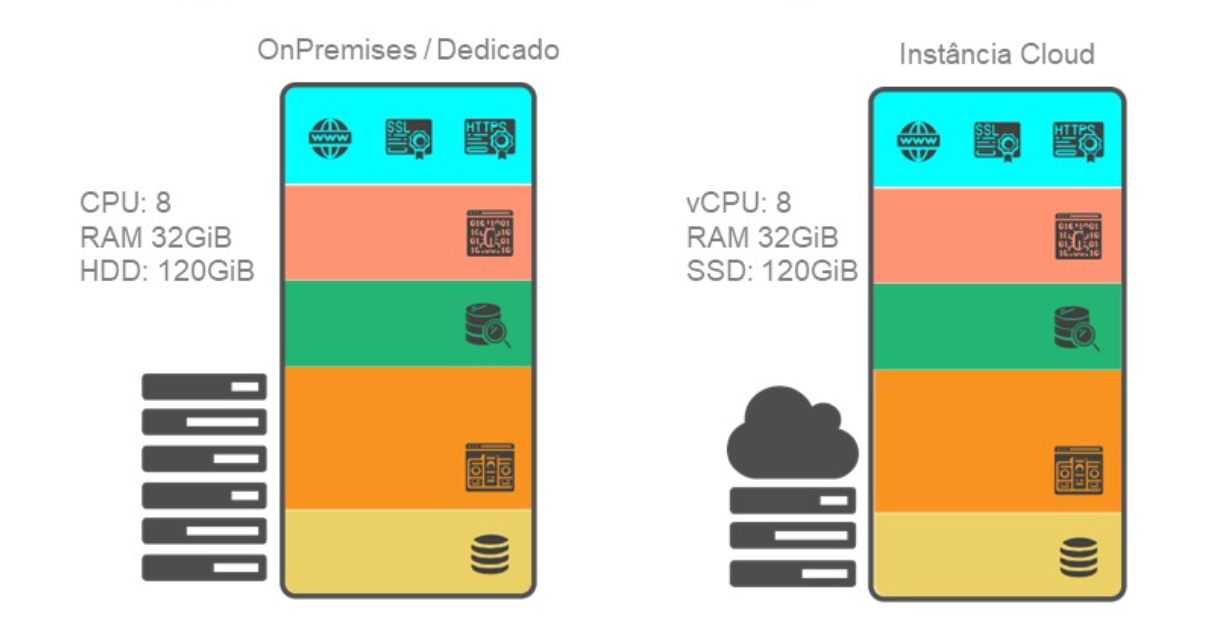 OnPremises / Dedicado
CPU: 8
RAM 32GiB
HDD: 120GiB
WWW
SSL
HTTPS
Instância Cloud
vCPU: 8
RAM 32GiB
SSD: 120GiB
WWW
SSL
HTTPS